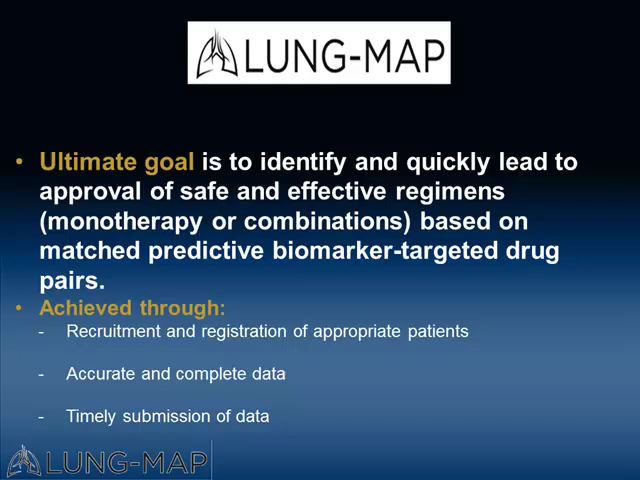 LUNG-MAP
• Ultimate goal is to identify and quickly lead to
approval of safe and effective regimens
(monotherapy or combinations) based on
matched predictive biomarker-targeted drug
pairs.
• Achieved through:
- Recruitment and registration of appropriate patients
- Accurate and complete data
- Timely submission of data
LUNG-MAP